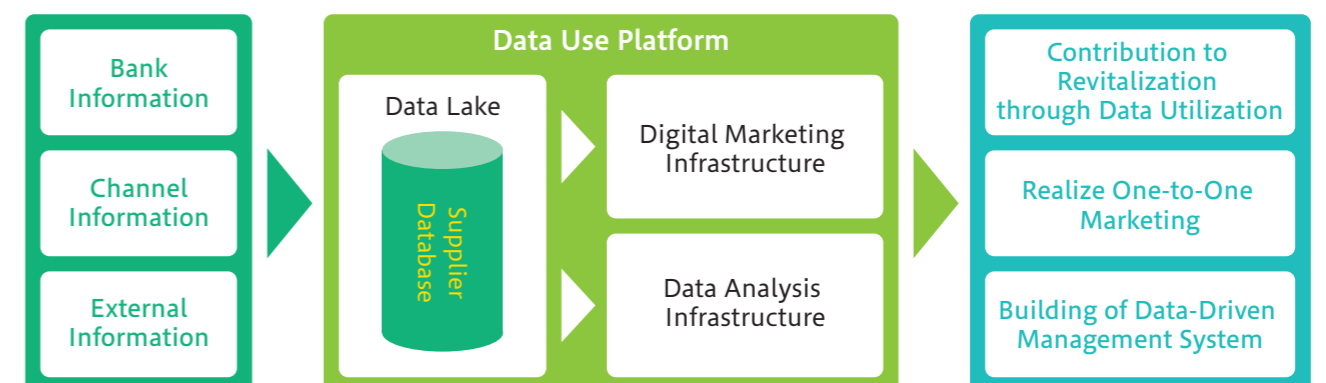 Bank
Information
Channel
Information
External
Information
Data Use Platform
Data Lake
Supplier
Database
Digital Marketing
Infrastructure
Data Analysis
Infrastructure
Contribution to
Revitalization
through Data Utilization
Realize One-to-One
Marketing
Building of Data-Driven
Management System